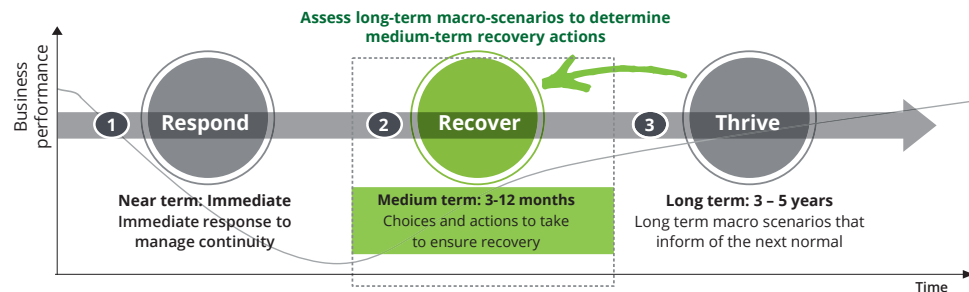 Assess long-term macro-scenarios to determine
medium-term recovery actions
Business
performance
1
Respond
2
Recover
3
Thrive
Near term: Immediate
Immediate response to
manage continuity
Medium term: 3-12 months
Choices and actions to take
to ensure recovery
Long term: 3 – 5 years
Long term macro scenarios that
inform of the next normal
Time